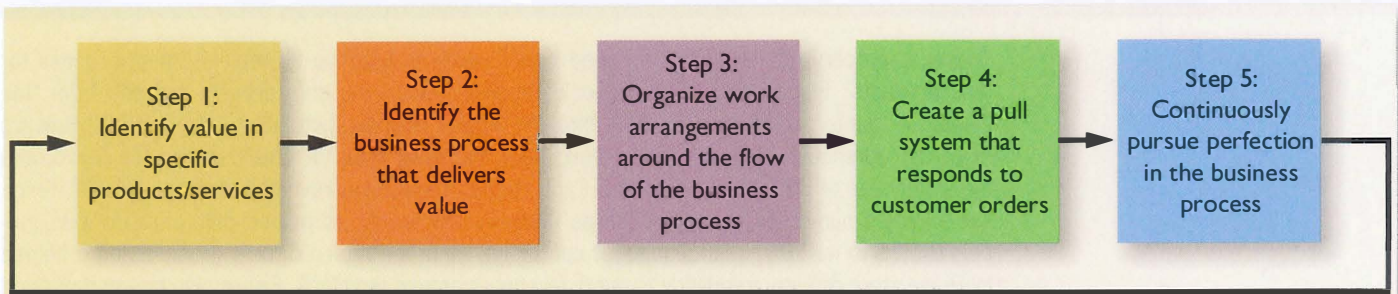 Step 1:
Identify value in
specific
products/services
Step 2:
Identify the
business process
that delivers
value
Step 3:
Organize work
arrangements
around the flow
of the business
process
Step 4:
Create a pull
system that
responds to
customer orders
Step 5:
Continuously
pursue perfection
in the business
process